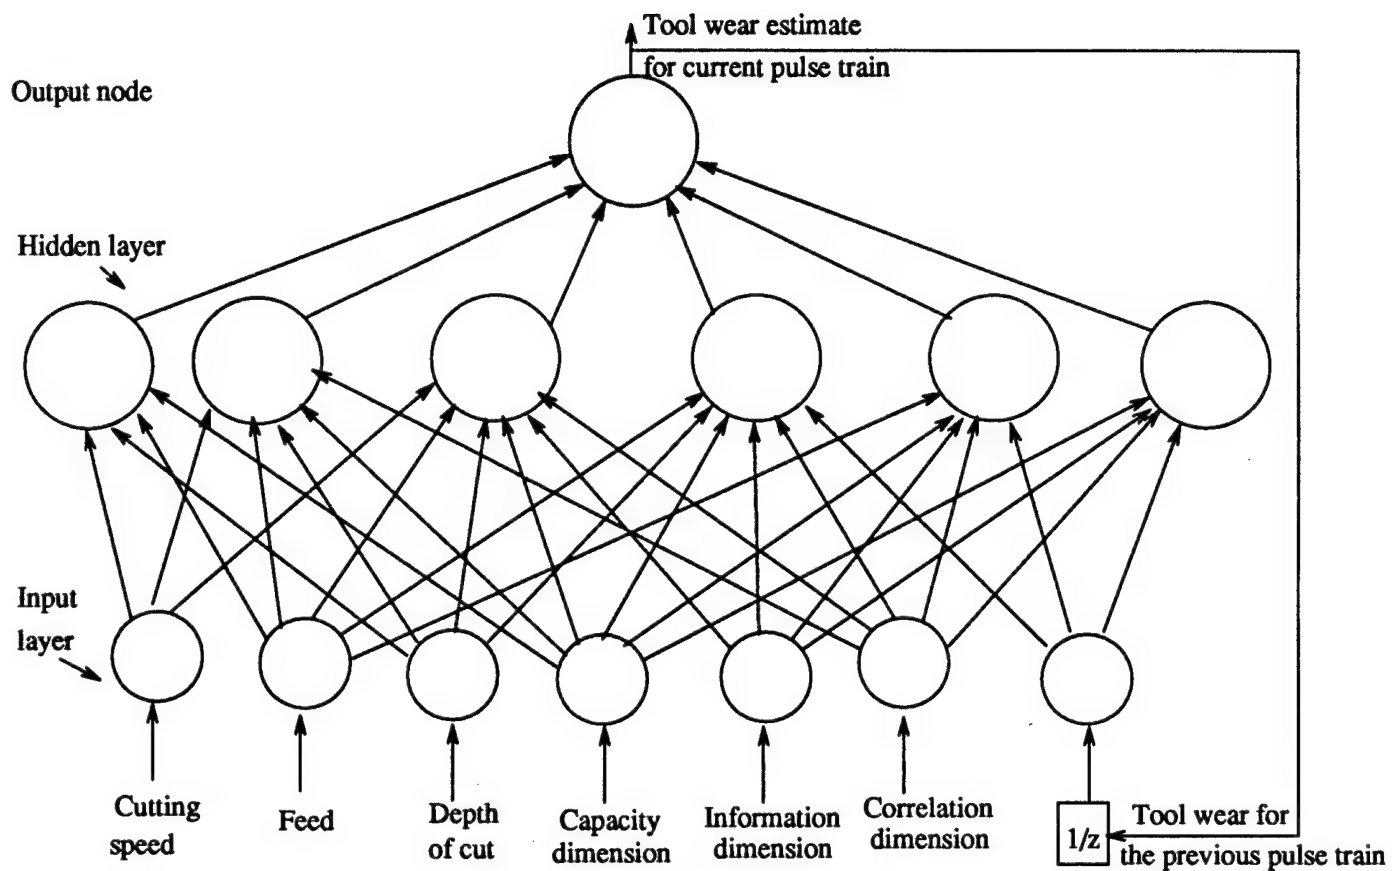 Tool wear estimate
for current pulse train
Output node
Hidden layer
Input
layer
Cutting
speed
Feed
Depth
of cut
Capacity
dimension
Information
dimension
Correlation
dimension
1/z
Tool wear for
the previous pulse train